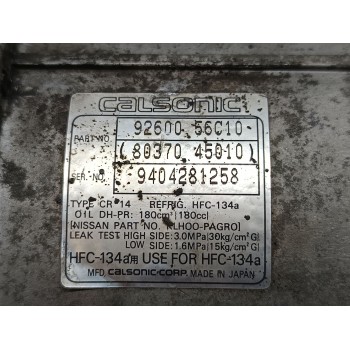 CALSONIC
PART NO. 92600 56C10
(80370 45010)
SER. NO. 9404281258
TYPE CR 14 REFRIG. HFC-134a
OIL DH-PR: 180cm³(180cc)
(NISSAN PART NO. KLHOO-PAGRO)
LEAK TEST HIGH SIDE: 3.0MPa(30kg/cm²G)
LOW SIDE: 1.6MPa(15kg/cm²G)
HFC-134a用 USE FOR HFC-134a
MFD. CALSONIC CORP. MADE IN JAPAN